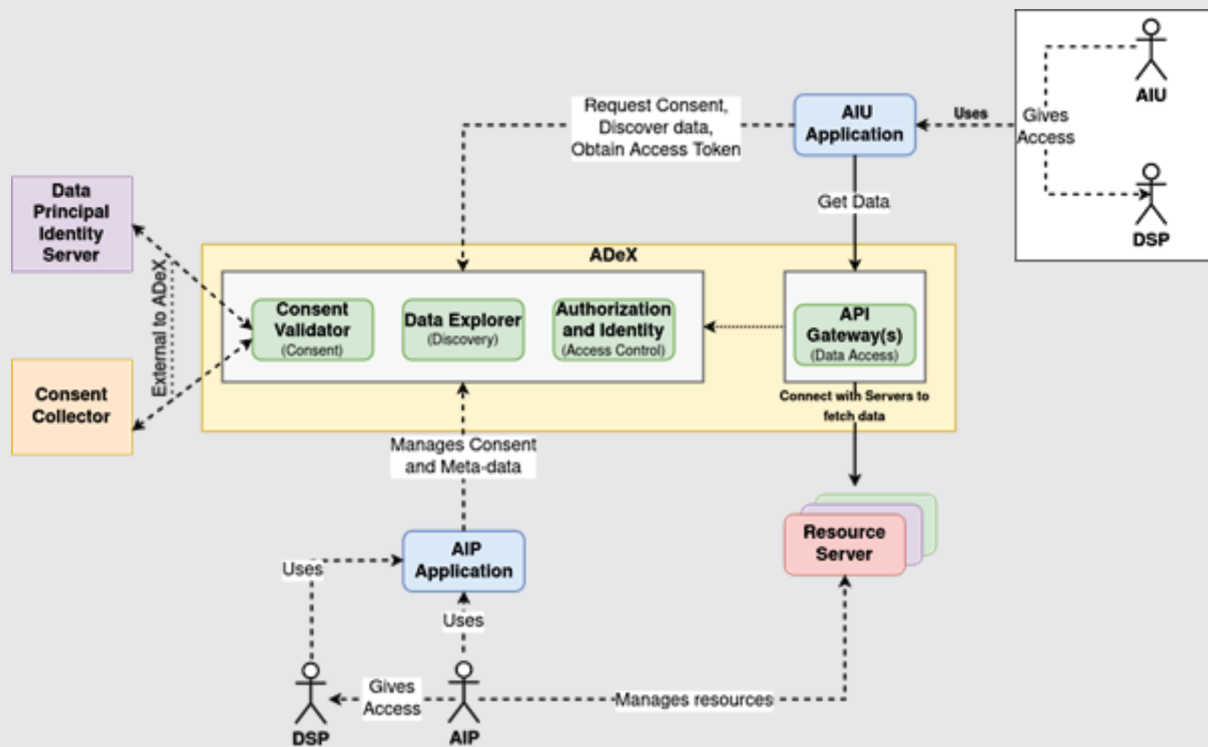 AIU
Gives
Access
DSP
Uses
AIU
Application
Request Consent,
Discover data,
Obtain Access Token
Get Data
Data
Principal
Identity
Server
External to ADeX
Consent
Collector
ADeX
Consent
Validator
(Consent)
Data Explorer
(Discovery)
Authorization
and Identity
(Access Control)
API
Gateway(s)
(Data Access)
Connect with Servers to
fetch data
Manages Consent
and Meta-data
AIP
Application
Resource
Server
Uses
Uses
Gives
Access
Manages resources
DSP
AIP